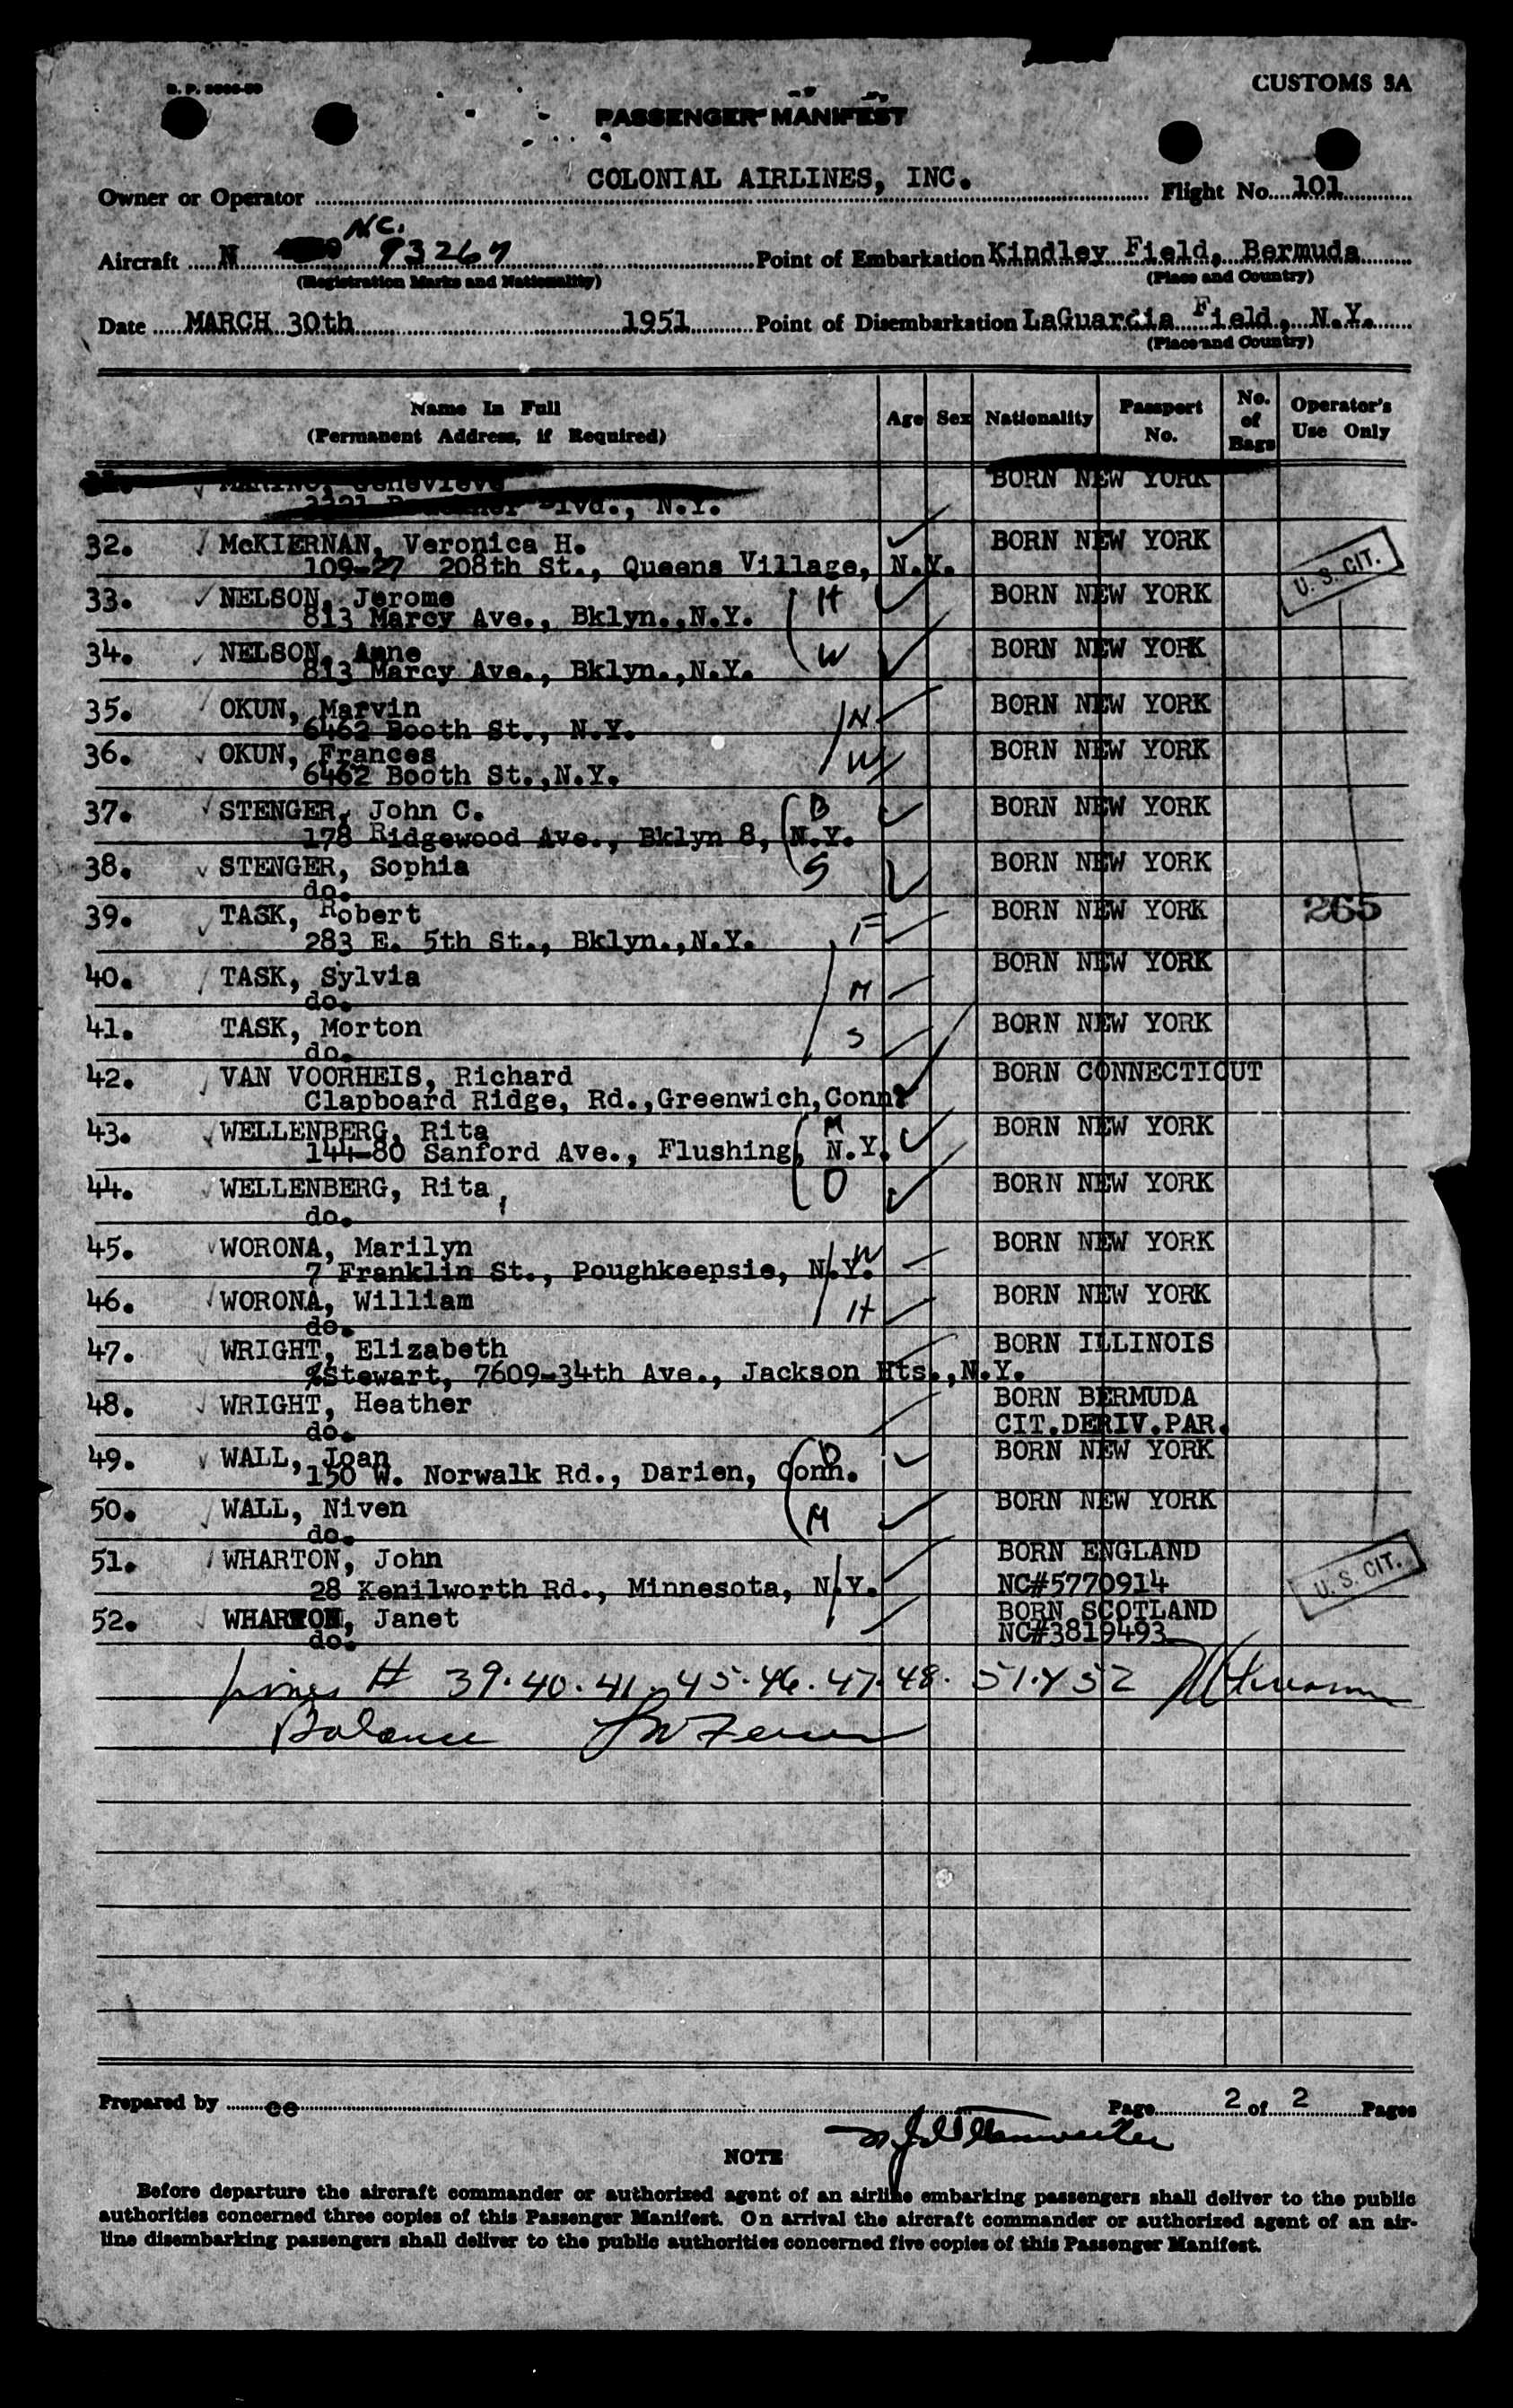 CUSTOMS 3A
PASSENGER MANIFEST
Owner or Operator COLONIAL AIRLINES, INC. Flight No. 101
NC.
Aircraft N 93267 Point of Embarkation Kindley Field, Bermuda
(Registration Marks and Nationality) (Place and Country)
Date MARCH 30th 1951 Point of Disembarkation LaGuardia Field, N.Y.
(Place and Country)
Name In Full (Permanent Address, if Required) Age Sex Nationality Passport No. No. of Bags Operator's Use Only
Genevieve BORN NEW YORK
Blvd., N.Y.
32. McKIERNAN, Veronica H. BORN NEW YORK
109-27 208th St., Queens Village, N.Y. U. S. CIT.
33. NELSON, Jerome H BORN NEW YORK
813 Marcy Ave., Bklyn.,N.Y.
34. NELSON, Anne W BORN NEW YORK
813 Marcy Ave., Bklyn.,N.Y.
35. OKUN, Marvin BORN NEW YORK
6462 Booth St., N.Y. H
36. OKUN, Frances W BORN NEW YORK
6462 Booth St.,N.Y.
37. STENGER, John C. B BORN NEW YORK
178 Ridgewood Ave., Bklyn 8, N.Y.
38. STENGER, Sophia S BORN NEW YORK
do.
39. TASK, Robert F BORN NEW YORK 265
283 E. 5th St., Bklyn.,N.Y.
40. TASK, Sylvia M BORN NEW YORK
do.
41. TASK, Morton S BORN NEW YORK
do.
42. VAN VOORHEIS, Richard BORN CONNECTICUT
Clapboard Ridge, Rd.,Greenwich,Conn.
43. WELLENBERG, Rita M BORN NEW YORK
144-80 Sanford Ave., Flushing, N.Y.
44. WELLENBERG, Rita D BORN NEW YORK
do.
45. WORONA, Marilyn W BORN NEW YORK
7 Franklin St., Poughkeepsie, N.Y.
46. WORONA, William H BORN NEW YORK
do.
47. WRIGHT, Elizabeth BORN ILLINOIS
%Stewart, 7609-34th Ave., Jackson Hts.,N.Y.
48. WRIGHT, Heather BORN BERMUDA
do. CIT.DERIV.PAR.
49. WALL, Joan D BORN NEW YORK
150 W. Norwalk Rd., Darien, Conn.
50. WALL, Niven M BORN NEW YORK
do.
51. WHARTON, John BORN ENGLAND
28 Kenilworth Rd., Minnesota, N.Y. NC#5770914 U. S. CIT.
52. WHARTON, Janet BORN SCOTLAND
do. NC#3819493
Lines # 39.40.41.45.46.47.48. 51.&52
Balance
Prepared by ee Page 2 of 2 Pages
NOTE
Before departure the aircraft commander or authorized agent of an airline embarking passengers shall deliver to the public
authorities concerned three copies of this Passenger Manifest. On arrival the aircraft commander or authorized agent of an air-
line disembarking passengers shall deliver to the public authorities concerned five copies of this Passenger Manifest.